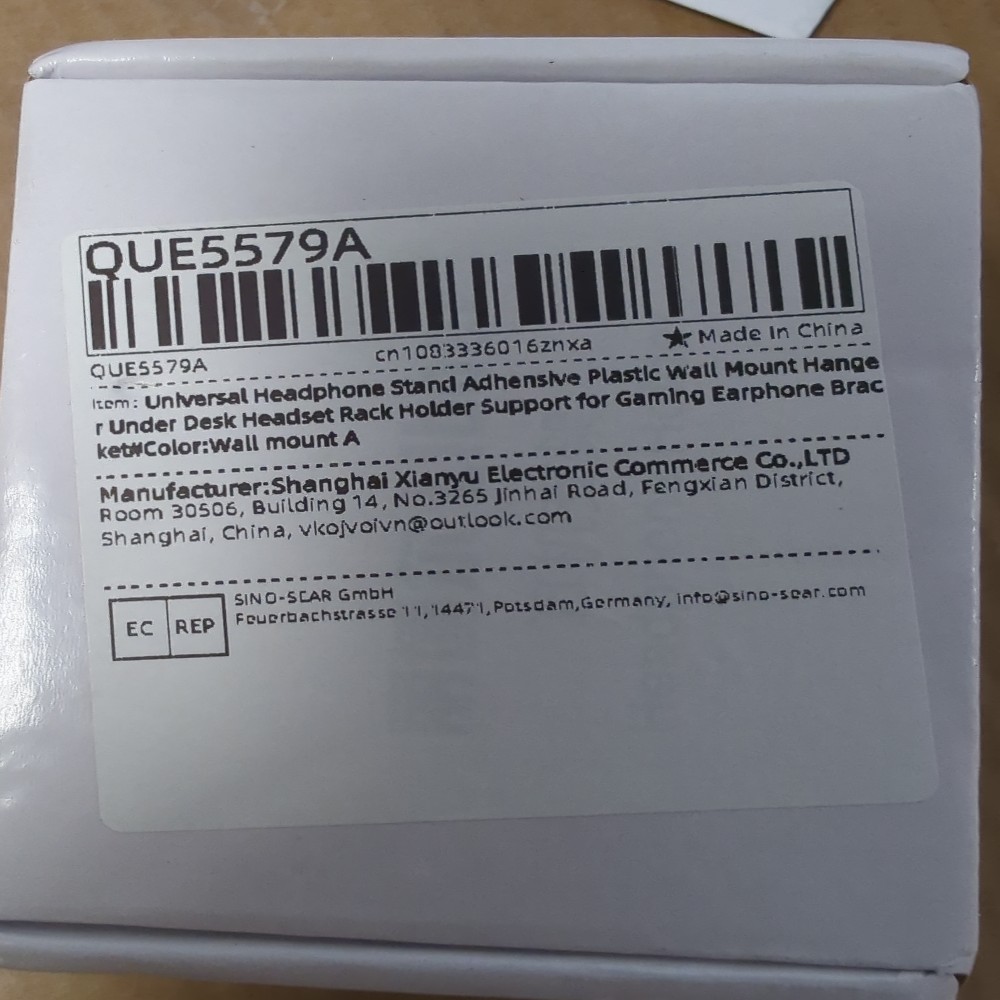 QUE5579A
QUE5579A cn1083336016znxa ★ Made In China
Item: Universal Headphone Stand Adhensive Plastic Wall Mount Hange
r Under Desk Headset Rack Holder Support for Gaming Earphone Brac
ket#Color:Wall mount A
Manufacturer:Shanghai Xianyu Electronic Commerce Co.,LTD
Room 30506, Building 14, No.3265 Jinhai Road, Fengxian District,
Shanghai, China, vkojvoivn@outlook.com
EC REP
SINO-SCAR GmbH
Feuerbachstrasse 11, 14471, Potsdam, Germany, info@sino-scar.com